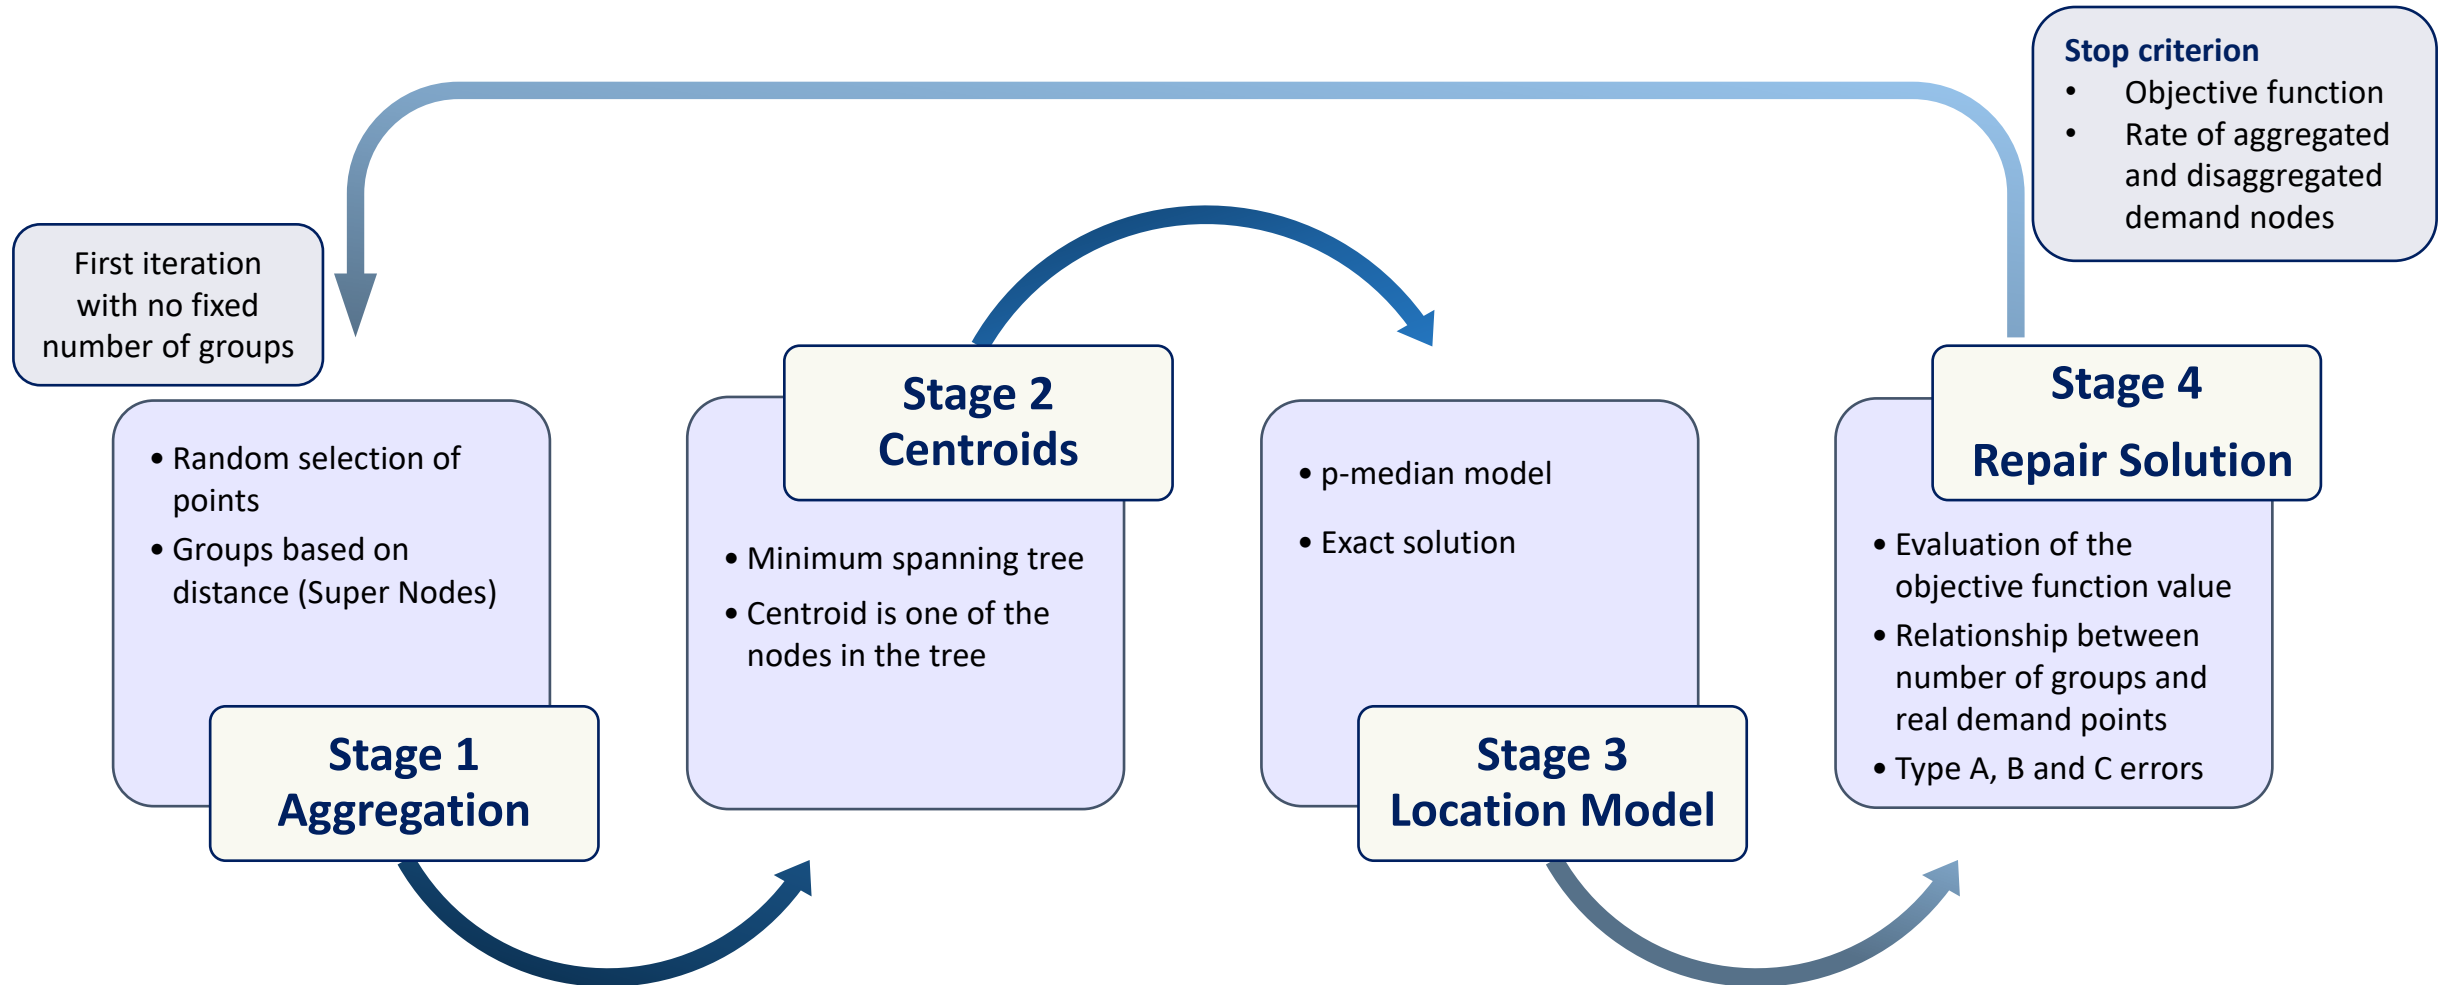 Stop criterion
• Objective function
• Rate of aggregated
and disaggregated
demand nodes
First iteration
with no fixed
number of groups
• Random selection of
points
• Groups based on
distance (Super Nodes)
Stage 1
Aggregation
Stage 2
Centroids
• Minimum spanning tree
• Centroid is one of the
nodes in the tree
• p-median model
• Exact solution
Stage 3
Location Model
Stage 4
Repair Solution
• Evaluation of the
objective function value
• Relationship between
number of groups and
real demand points
• Type A, B and C errors